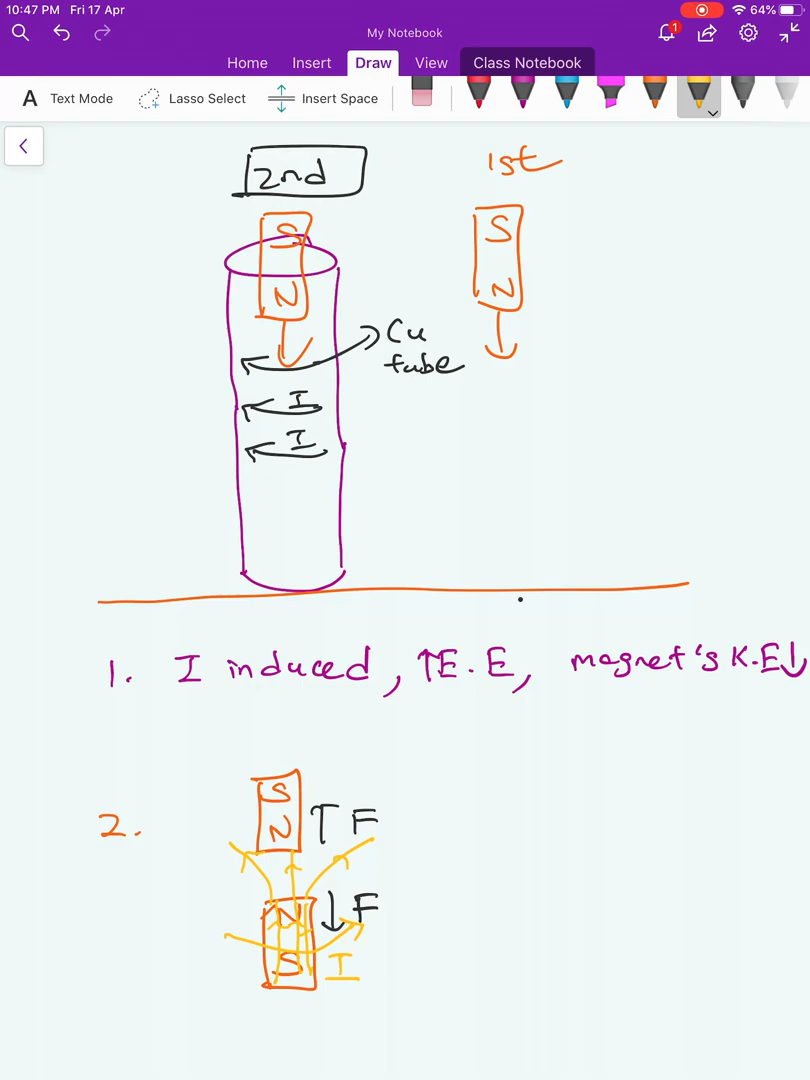 10:47 PM Fri 17 Apr 64%
My Notebook
1
Home Insert Draw View Class Notebook
A Text Mode Lasso Select Insert Space
2nd 1st
S S
N N
Cu
tube
I
I
1. I induced, ↑E.E, magnet's K.E↓
S
2. N ↑F
N ↓F
S I